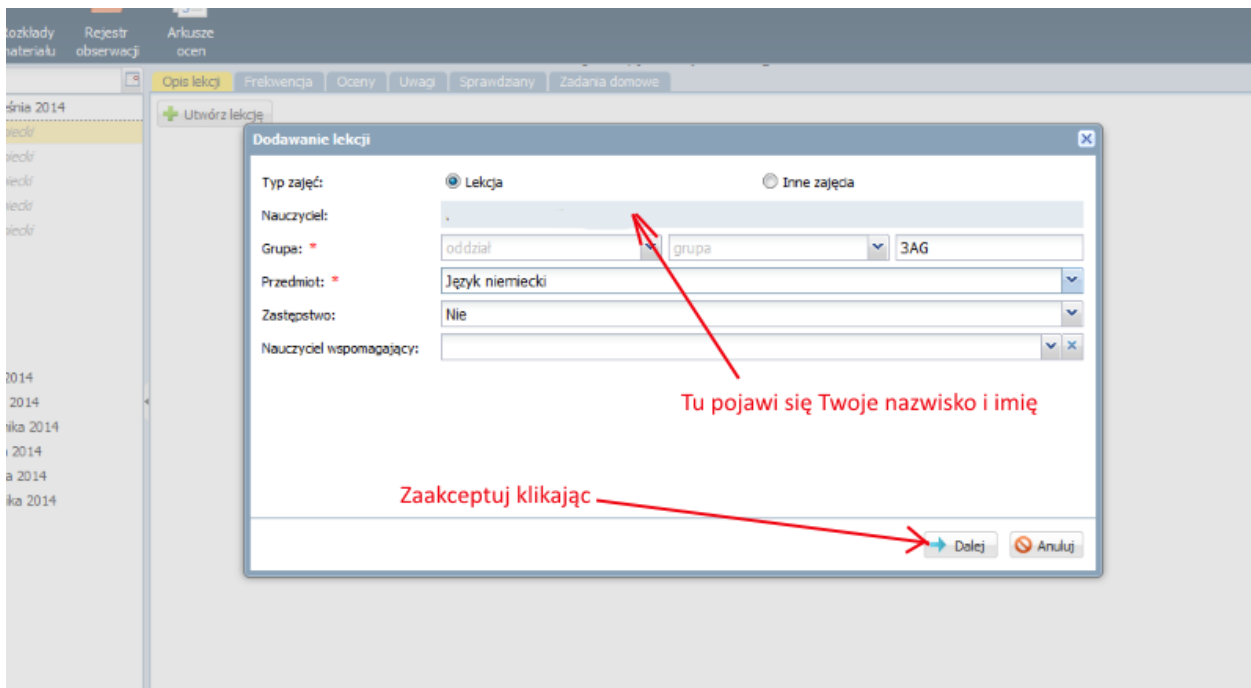 Rejestr
Arkusze
obserwacji
ocen
Opis lekcji
Frekwencja
Oceny
Uwagi
Sprawdziany
Zadania domowe
2014
Utwórz lekcję
Dodawanie lekcji
Typ zajęć:
Lekcja
Inne zajęcia
Nauczyciel:
.
Grupa: *
oddział
grupa
3AG
Przedmiot: *
Język niemiecki
Zastępstwo:
Nie
Nauczyciel wspomagający:
2014
2014
2014
2014
2014
2014
Tu pojawi się Twoje nazwisko i imię
Zaakceptuj klikając
Dalej
Anuluj